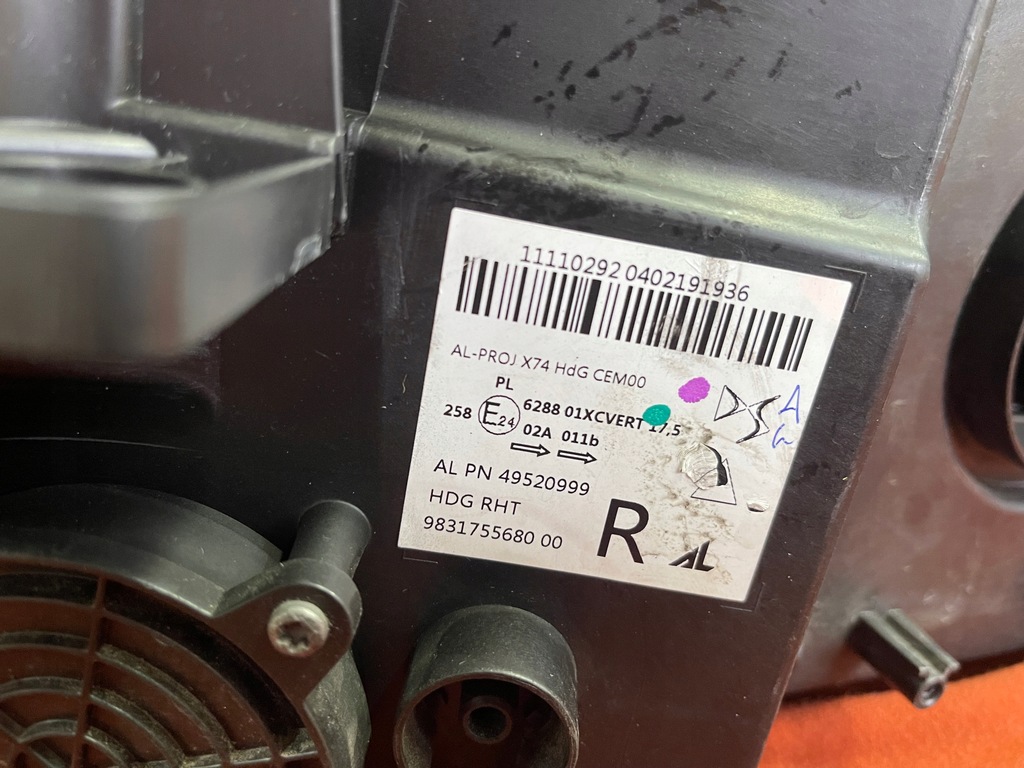 11110292 0402191936
AL-PROJ X74 HdG CEM00
PL
258 E24 6288 01XCVERT 17,5
02A 011b
AL PN 49520999
HDG RHT
9831755680 00
R AL